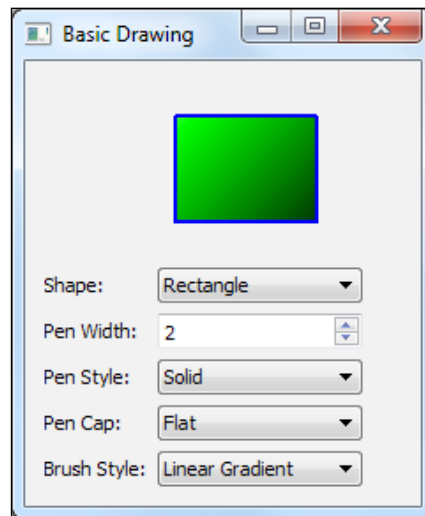 Basic Drawing
Shape: Rectangle
Pen Width: 2
Pen Style: Solid
Pen Cap: Flat
Brush Style: Linear Gradient